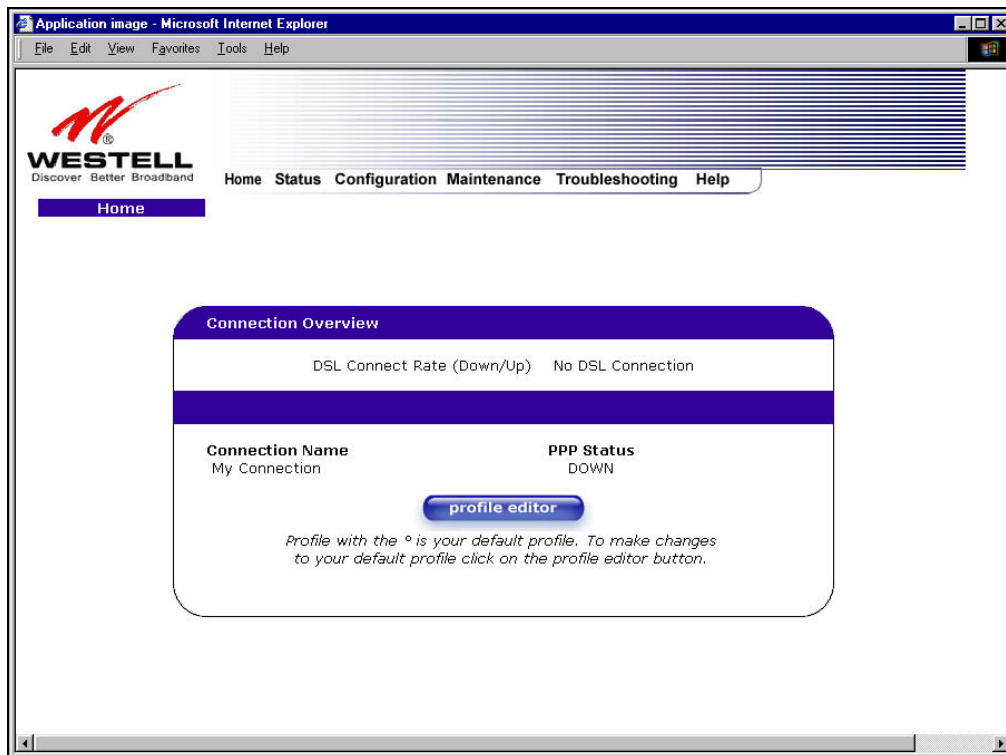 Application image - Microsoft Internet Explorer
File Edit View Favorites Tools Help
WESTELL
®
Discover Better Broadband
Home Status Configuration Maintenance Troubleshooting Help
Home
Connection Overview
DSL Connect Rate (Down/Up) No DSL Connection
Connection Name PPP Status
My Connection DOWN
profile editor
Profile with the º is your default profile. To make changes
to your default profile click on the profile editor button.